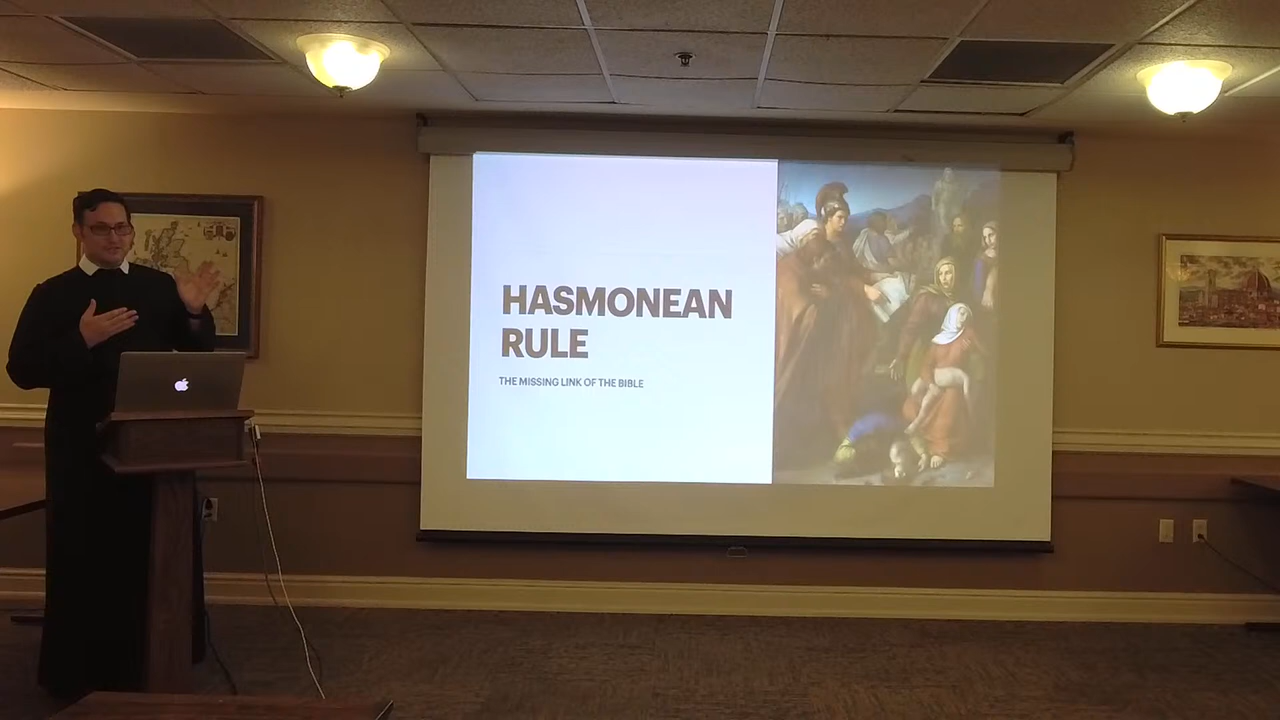 HASMONEAN
RULE
THE MISSING LINK OF THE BIBLE